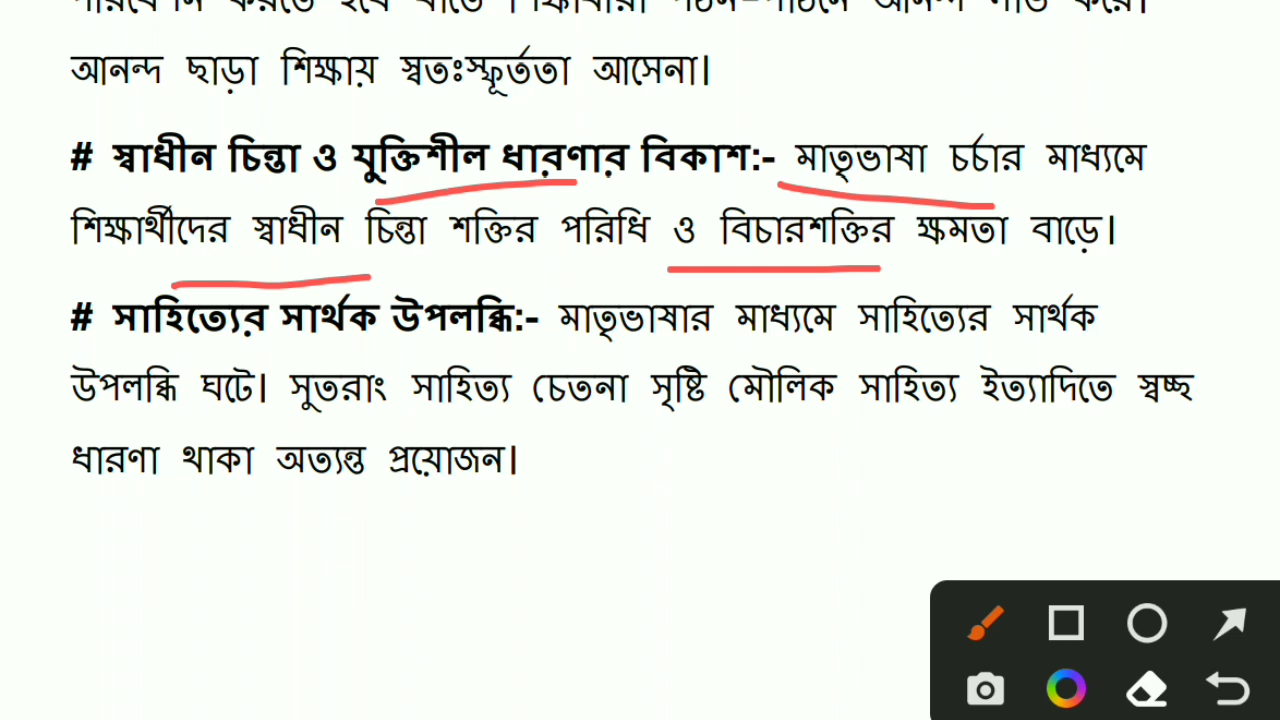 আনন্দ ছাড়া শিক্ষায় স্বতঃস্ফূর্ততা আসেনা।
# স্বাধীন চিন্তা ও যুক্তিশীল ধারণার বিকাশ:- মাতৃভাষা চর্চার মাধ্যমে
শিক্ষার্থীদের স্বাধীন চিন্তা শক্তির পরিধি ও বিচারশক্তির ক্ষমতা বাড়ে।
# সাহিত্যের সার্থক উপলব্ধি:- মাতৃভাষার মাধ্যমে সাহিত্যের সার্থক
উপলব্ধি ঘটে। সুতরাং সাহিত্য চেতনা সৃষ্টি মৌলিক সাহিত্য ইত্যাদিতে স্বচ্ছ
ধারণা থাকা অত্যন্ত প্রয়োজন।